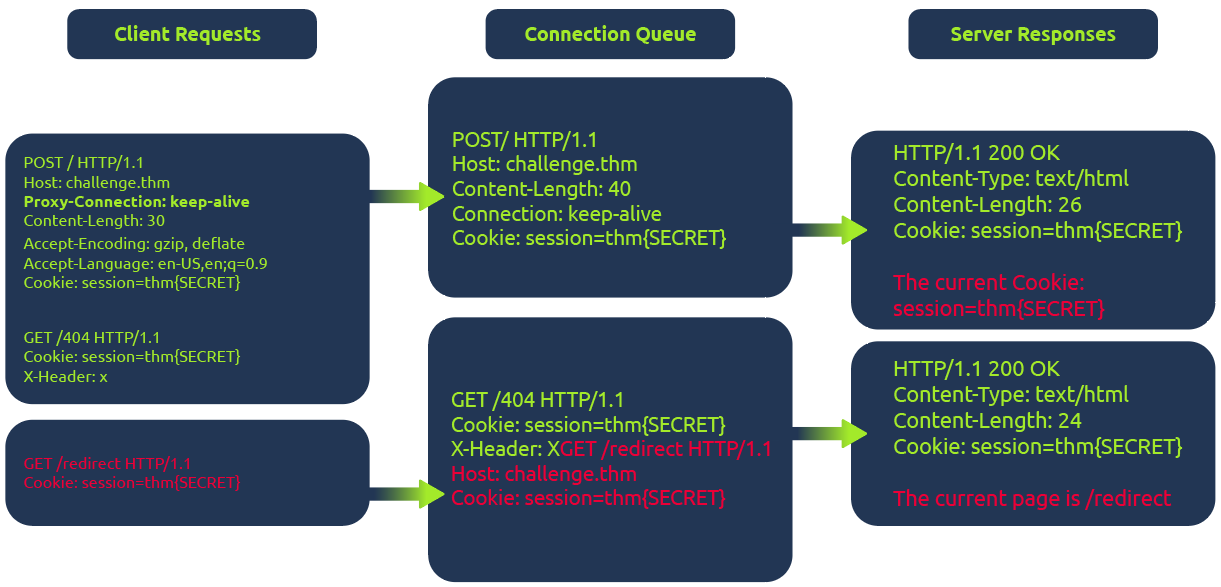 Client Requests
Connection Queue
Server Responses
POST / HTTP/1.1
Host: challenge.thm
Proxy-Connection: keep-alive
Content-Length: 30
Accept-Encoding: gzip, deflate
Accept-Language: en-US,en;q=0.9
Cookie: session=thm{SECRET}
GET /404 HTTP/1.1
Cookie: session=thm{SECRET}
X-Header: x
GET /redirect HTTP/1.1
Cookie: session=thm{SECRET}
POST/ HTTP/1.1
Host: challenge.thm
Content-Length: 40
Connection: keep-alive
Cookie: session=thm{SECRET}
GET /404 HTTP/1.1
Cookie: session=thm{SECRET}
X-Header: XGET /redirect HTTP/1.1
Host: challenge.thm
Cookie: session=thm{SECRET}
HTTP/1.1 200 OK
Content-Type: text/html
Content-Length: 26
Cookie: session=thm{SECRET}
The current Cookie:
session=thm{SECRET}
HTTP/1.1 200 OK
Content-Type: text/html
Content-Length: 24
Cookie: session=thm{SECRET}
The current page is /redirect